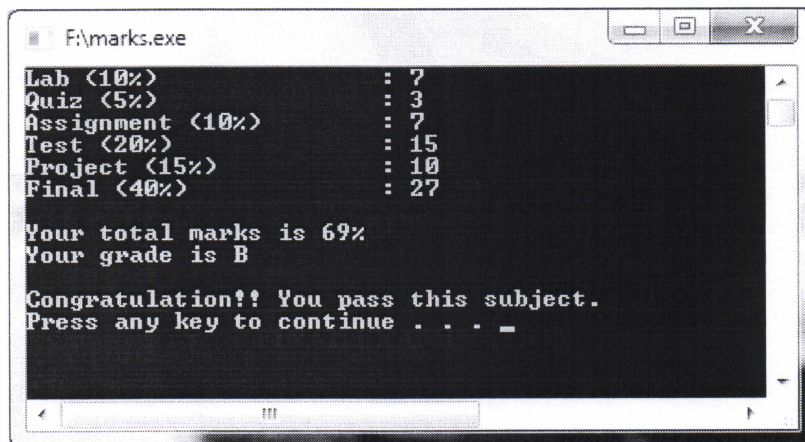 F:\marks.exe
Lab (10%) : 7
Quiz (5%) : 3
Assignment (10%) : 7
Test (20%) : 15
Project (15%) : 10
Final (40%) : 27
Your total marks is 69%
Your grade is B
Congratulation!! You pass this subject.
Press any key to continue . . . _